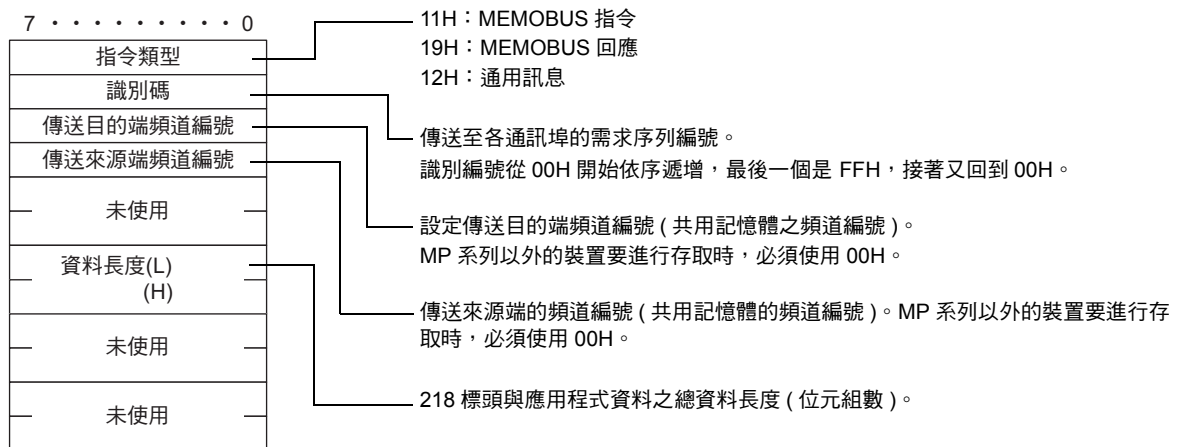 7 ・・・・・・・・・ 0
指令類型
識別碼
傳送目的端頻道編號
傳送來源端頻道編號
未使用
資料長度(L)
(H)
未使用
未使用
11H：MEMOBUS 指令
19H：MEMOBUS 回應
12H：通用訊息
傳送至各通訊埠的需求序列編號。
識別編號從 00H 開始依序遞增，最後一個是 FFH，接著又回到 00H。
設定傳送目的端頻道編號 ( 共用記憶體之頻道編號 )。
MP 系列以外的裝置要進行存取時，必須使用 00H。
傳送來源端的頻道編號 ( 共用記憶體的頻道編號 )。MP 系列以外的裝置要進行存
取時，必須使用 00H。
218 標頭與應用程式資料之總資料長度 ( 位元組數 )。